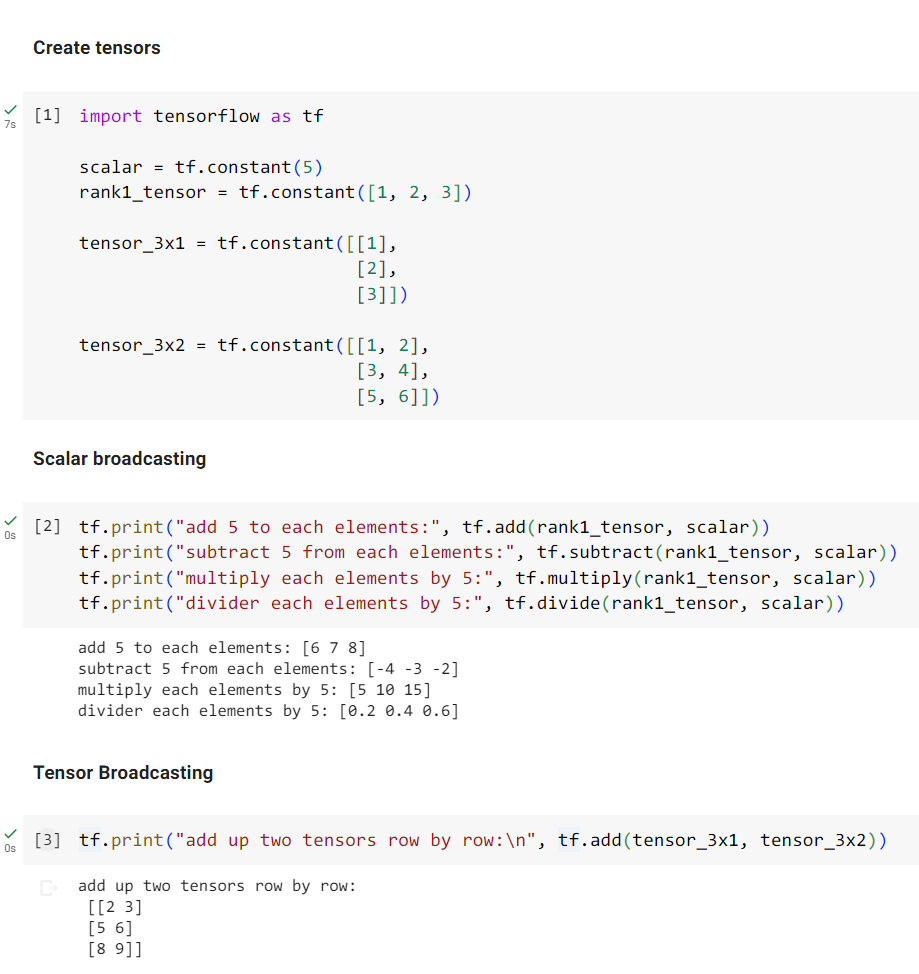 Create tensors
7s
[1] import tensorflow as tf
scalar = tf.constant(5)
rank1_tensor = tf.constant([1, 2, 3])
tensor_3x1 = tf.constant([[1],
[2],
[3]])
tensor_3x2 = tf.constant([[1, 2],
[3, 4],
[5, 6]])
Scalar broadcasting
[2] tf.print("add 5 to each elements:", tf.add(rank1_tensor, scalar))
0s
tf.print("subtract 5 from each elements:", tf.subtract(rank1_tensor, scalar))
tf.print("multiply each elements by 5:", tf.multiply(rank1_tensor, scalar))
tf.print("divider each elements by 5:", tf.divide(rank1_tensor, scalar))
add 5 to each elements: [6 7 8]
subtract 5 from each elements: [-4 -3 -2]
multiply each elements by 5: [5 10 15]
divider each elements by 5: [0.2 0.4 0.6]
Tensor Broadcasting
[3] tf.print("add up two tensors row by row:\n", tf.add(tensor_3x1, tensor_3x2))
0s
add up two tensors row by row:
[[2 3]
[5 6]
[8 9]]